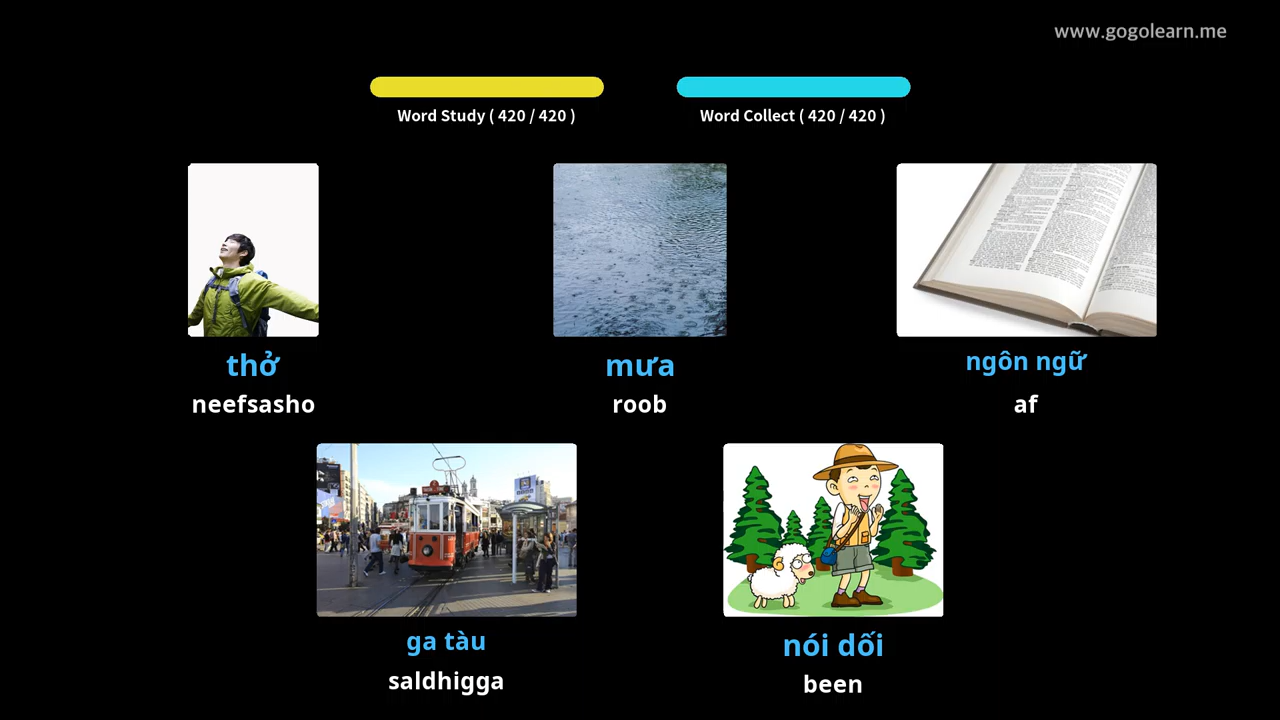 www.gogolearn.me
Word Study ( 420 / 420 )
Word Collect ( 420 / 420 )
thở
neefsasho
mưa
roob
ngôn ngữ
af
ga tàu
saldhigga
nói dối
been